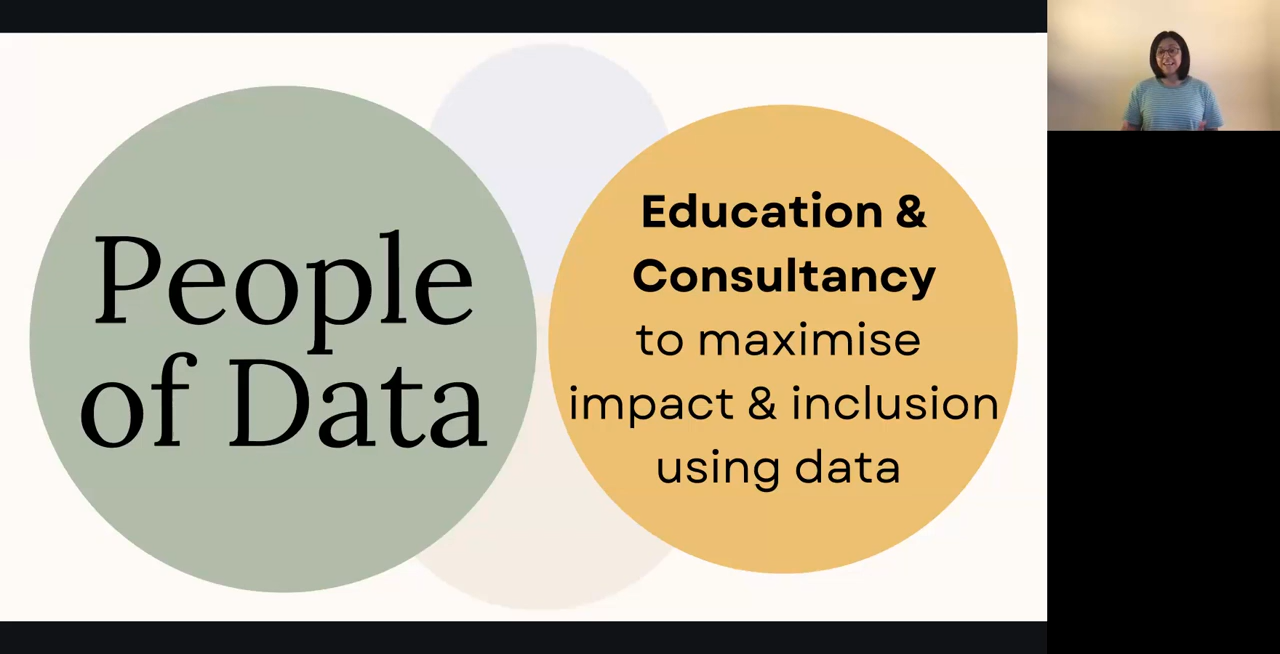 People
of Data
Education &
Consultancy
to maximise
impact & inclusion
using data